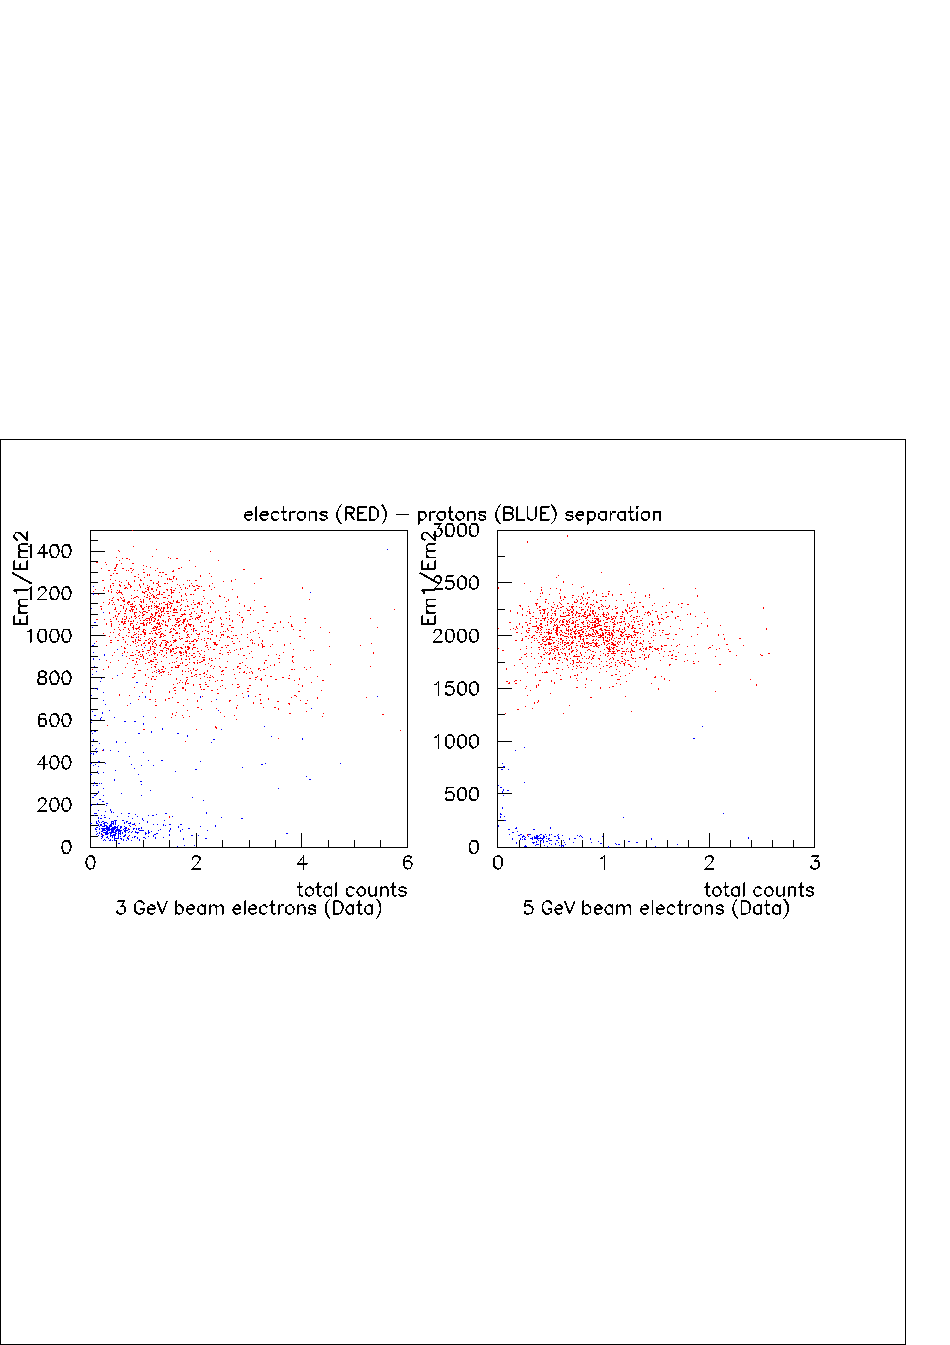 electrons (RED) – protons (BLUE) separation
Em1/Em2
1400
1200
1000
800
600
400
200
0
0 2 4 6
total counts
3 GeV beam electrons (Data)
Em1/Em2
3000
2500
2000
1500
1000
500
0
0 1 2 3
total counts
5 GeV beam electrons (Data)